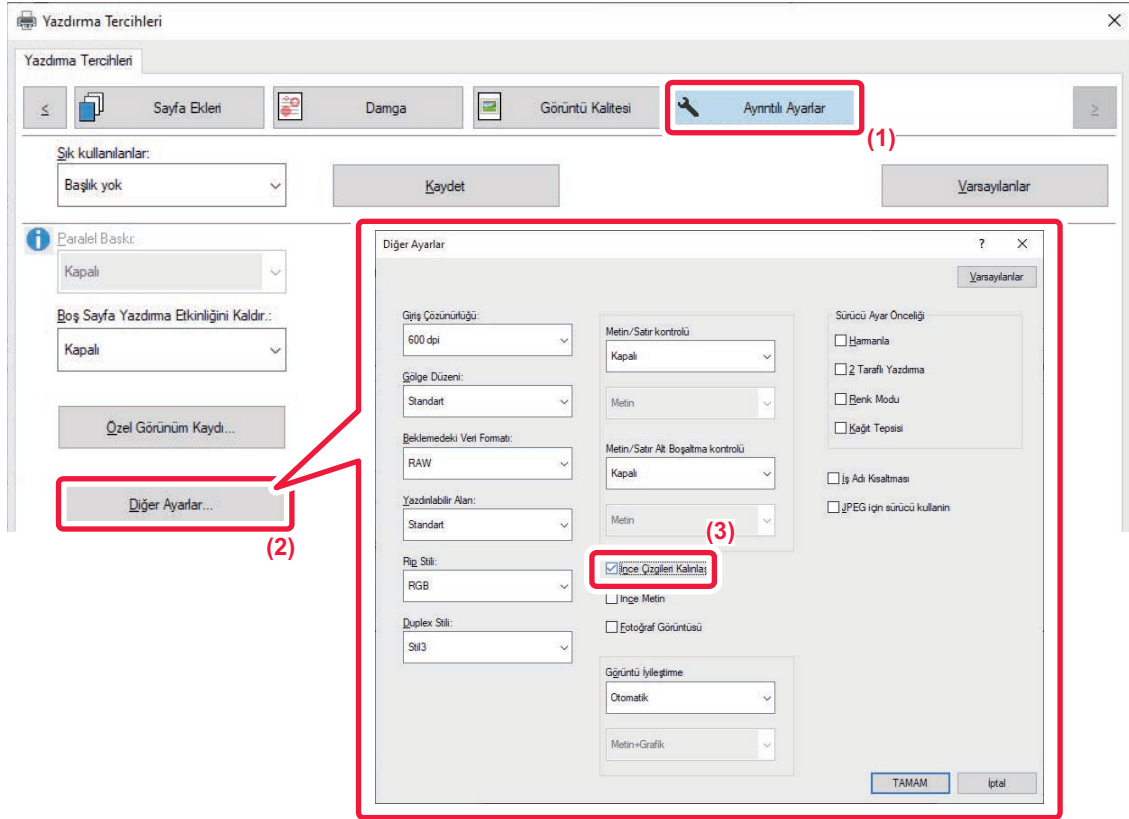 Yazdırma Tercihleri
Yazdırma Tercihleri
< Sayfa Ekleri Damga Görüntü Kalitesi Ayrıntılı Ayarlar >
(1)
Sık kullanılanlar:
Başlık yok
Kaydet
Varsayılanlar
Paralel Baskı:
Kapalı
Boş Sayfa Yazdırma Etkinliğini Kaldır.:
Kapalı
Özel Görünüm Kaydı...
Diğer Ayarlar...
(2)
Diğer Ayarlar
?
Varsayılanlar
Giriş Çözünürlüğü:
600 dpi
Gölge Düzeni:
Standart
Beklemedeki Veri Formatı:
RAW
Yazdırılabilir Alan:
Standart
Rip Stili:
RGB
Duplex Stili:
Stil3
Metin/Satır kontrolü
Kapalı
Metin
Metin/Satır Alt Boşaltma kontrolü
Kapalı
Metin
(3)
İnce Çizgileri Kalınlaş
İnce Metin
Fotoğraf Görüntüsü
Görüntü İyileştirme
Otomatik
Metin+Grafik
Sürücü Ayar Önceliği
Harmanla
2 Taraflı Yazdırma
Renk Modu
Kağıt Tepsisi
İş Adı Kısaltması
JPEG için sürücü kullanin
TAMAM
İptal